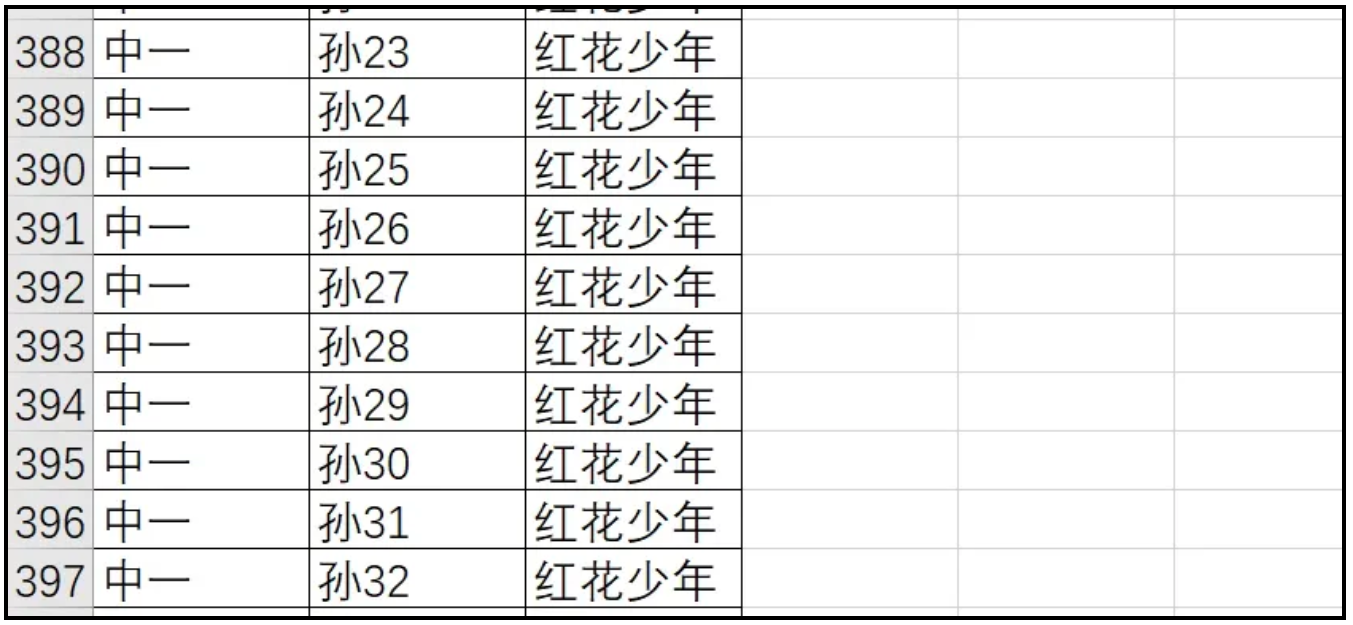 388 中一 孙23 红花少年
389 中一 孙24 红花少年
390 中一 孙25 红花少年
391 中一 孙26 红花少年
392 中一 孙27 红花少年
393 中一 孙28 红花少年
394 中一 孙29 红花少年
395 中一 孙30 红花少年
396 中一 孙31 红花少年
397 中一 孙32 红花少年